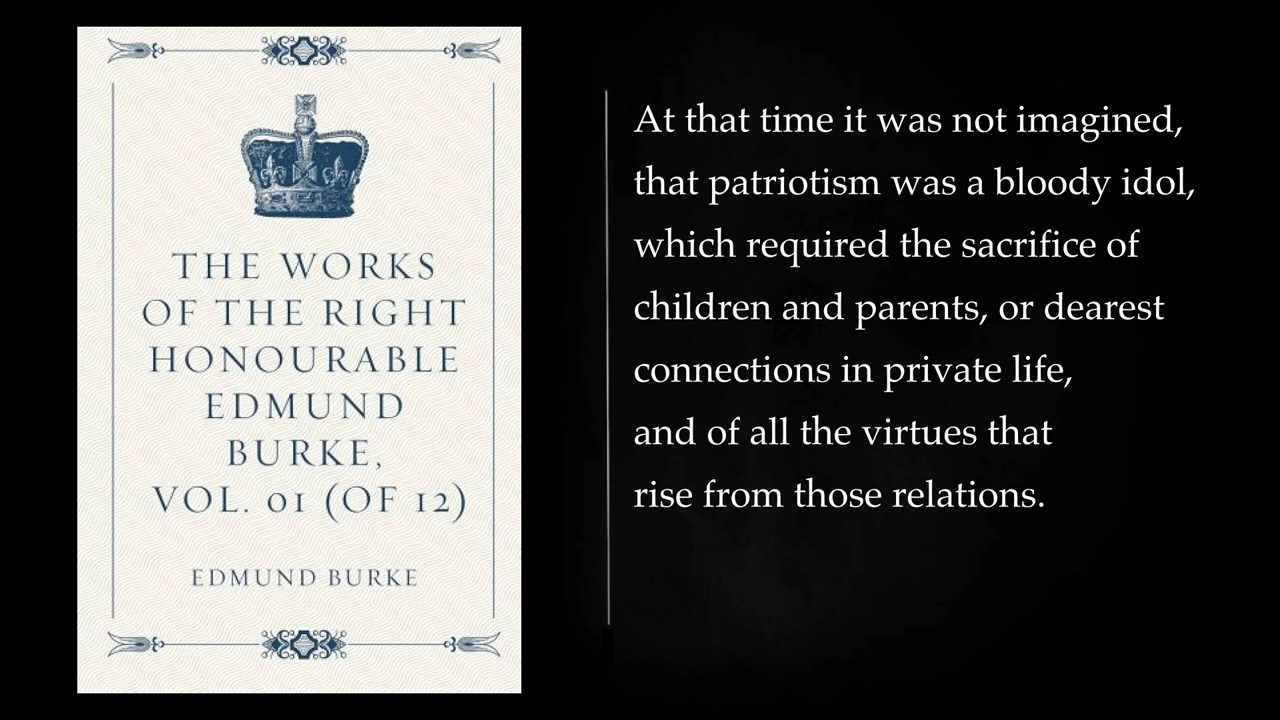 THE WORKS
OF THE RIGHT
HONOURABLE
EDMUND
BURKE,
VOL. 01 (OF 12)
EDMUND BURKE
At that time it was not imagined,
that patriotism was a bloody idol,
which required the sacrifice of
children and parents, or dearest
connections in private life,
and of all the virtues that
rise from those relations.